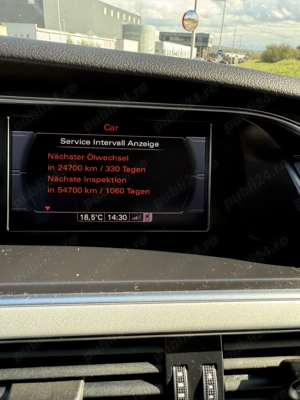 Car
Service Intervall Anzeige
Nächster Ölwechsel
in 24700 km / 330 Tagen
Nächste Inspektion
in 54700 km / 1060 Tagen
18,5°C 14:30